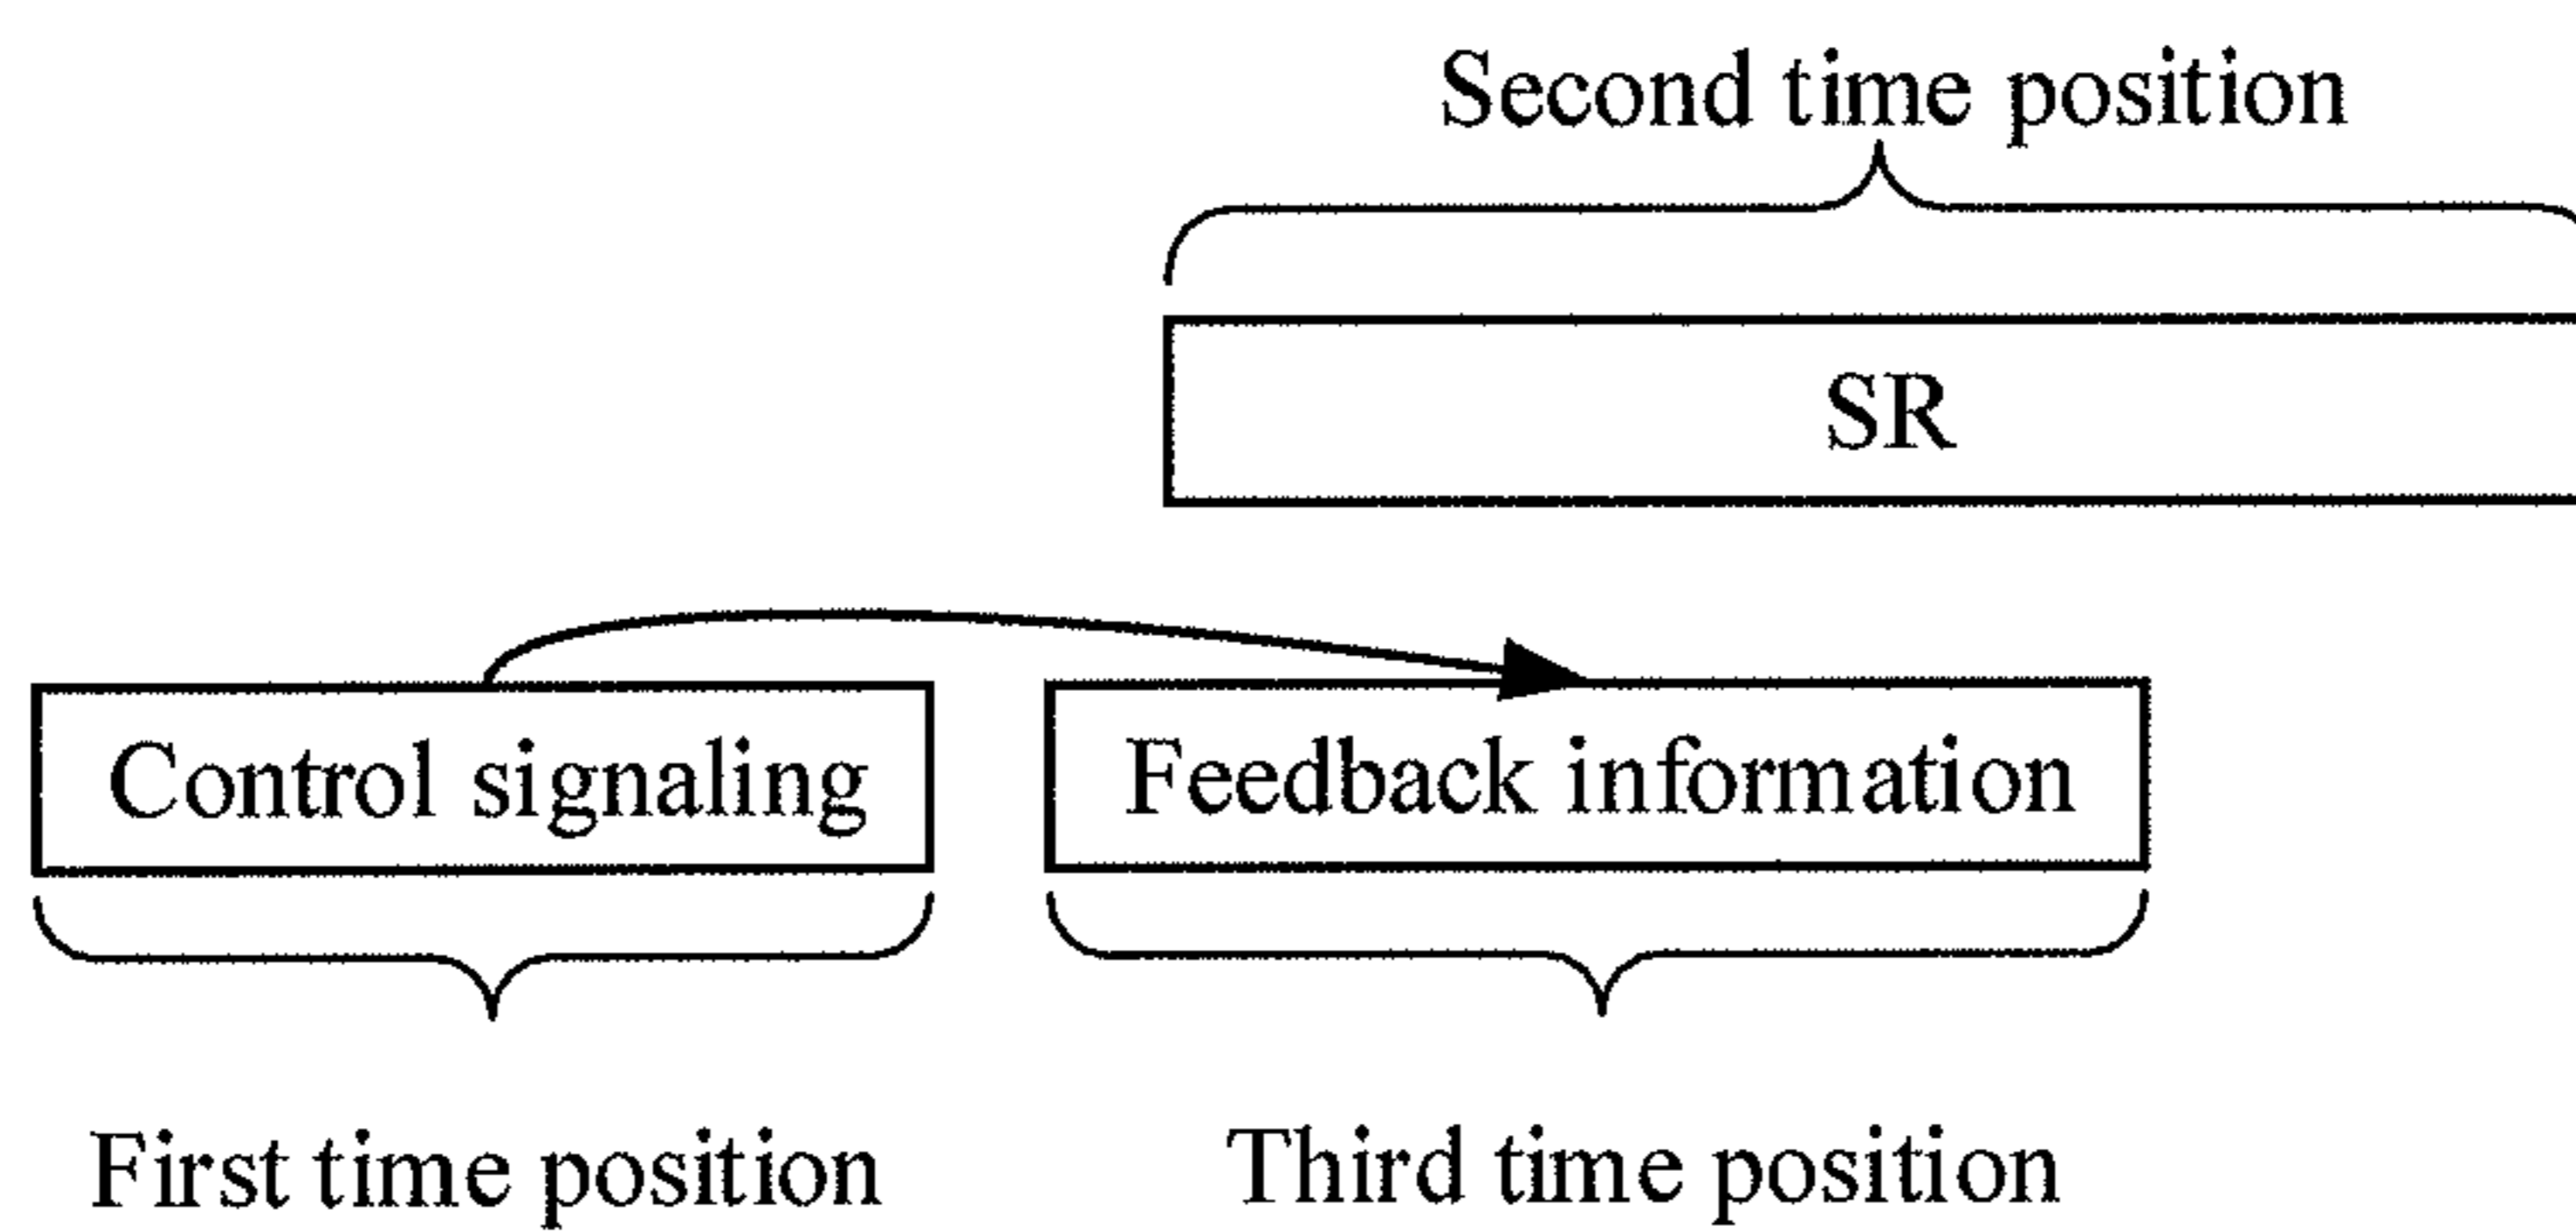 Second time position
SR
Control signaling
Feedback information
First time position
Third time position